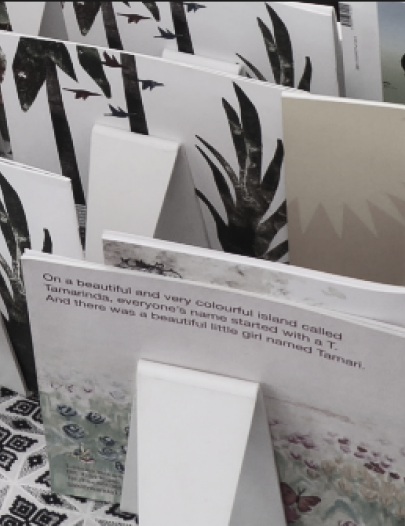 On a beautiful and very colourful island called
Tamarinda, everyone's name started with a T.
And there was a beautiful little girl named Tamari.